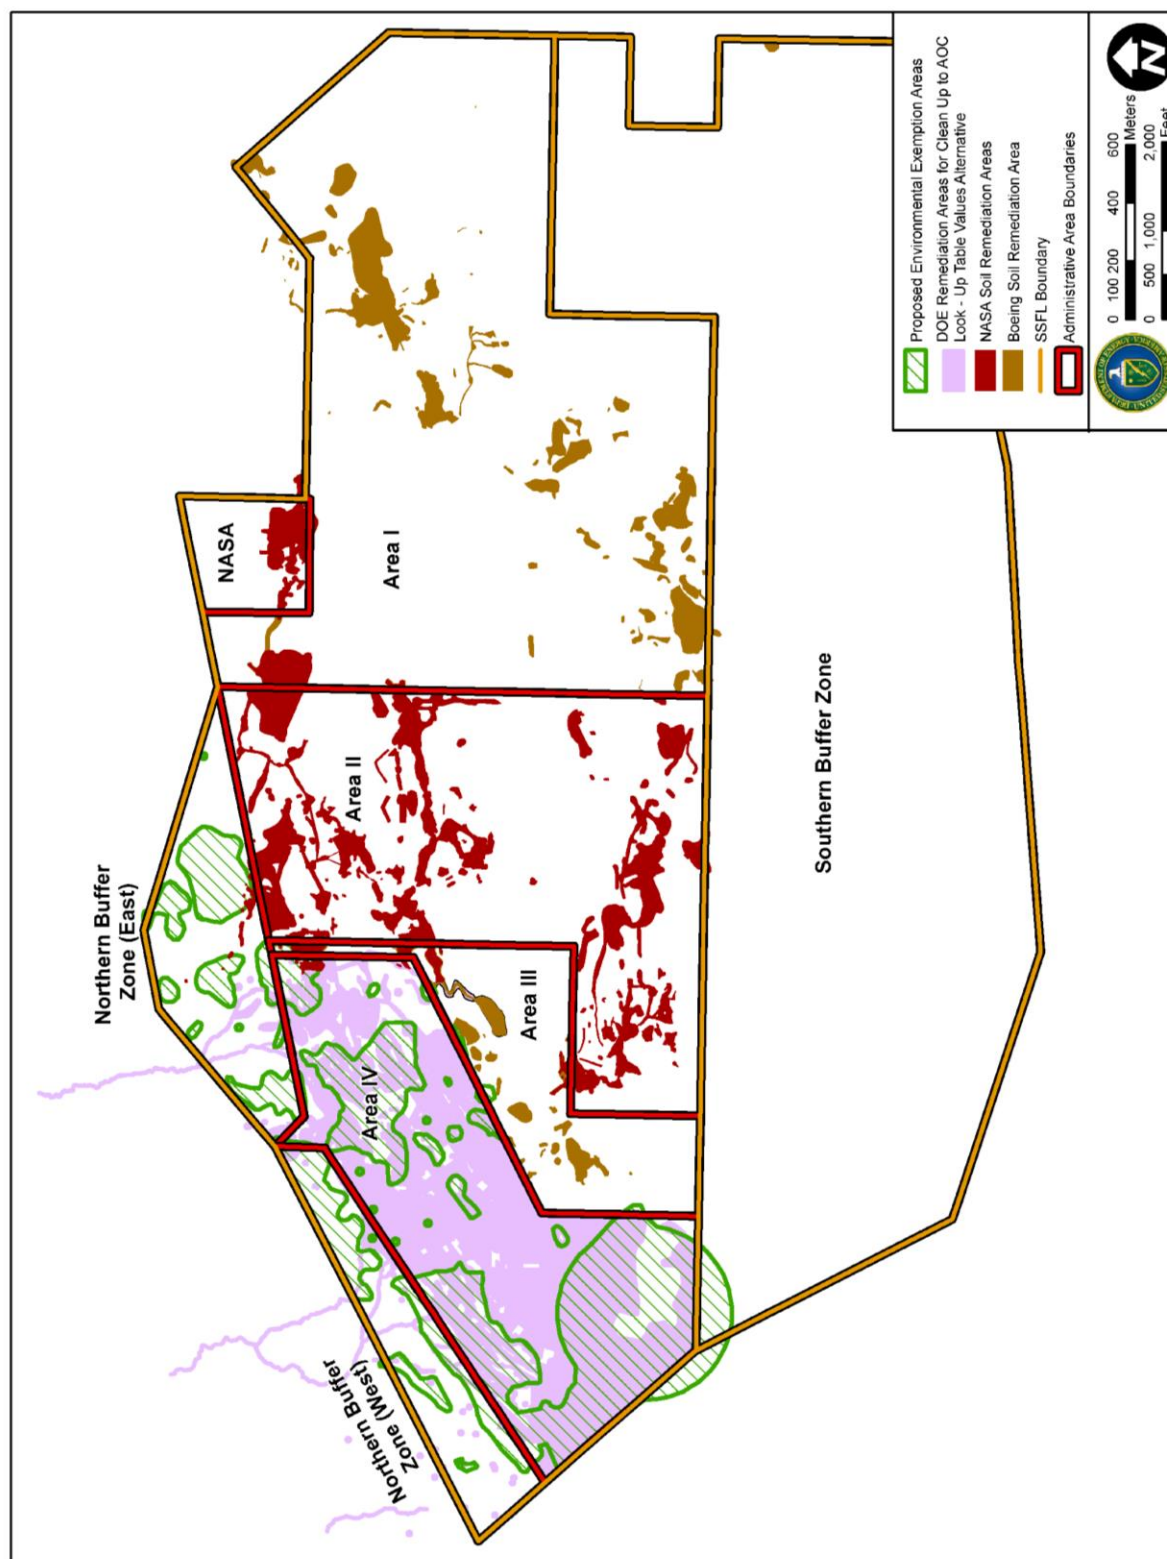 Northern Buffer
Zone (East)
NASA
Area I
Area II
Area III
Area IV
Northern Buffer
Zone (West)
Southern Buffer Zone
Proposed Environmental Exemption Areas
DOE Remediation Areas for Clean Up to AOC
Look - Up Table Values Alternative
NASA Soil Remediation Areas
Boeing Soil Remediation Area
SSFL Boundary
Administrative Area Boundaries
N
0 100 200 400 600
Meters
0 500 1,000 2,000
Feet